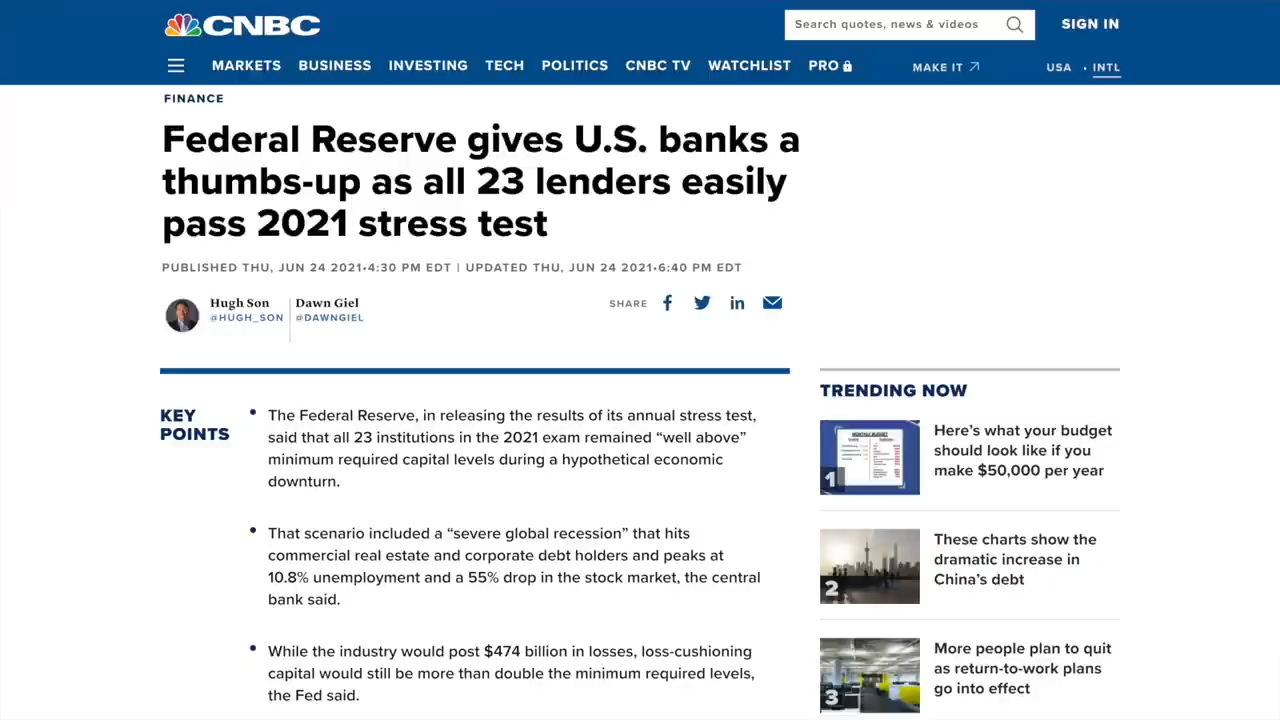 CNBC
Search quotes, news & videos
SIGN IN
MARKETS BUSINESS INVESTING TECH POLITICS CNBC TV WATCHLIST PRO MAKE IT USA • INTL
FINANCE
Federal Reserve gives U.S. banks a
thumbs-up as all 23 lenders easily
pass 2021 stress test
PUBLISHED THU, JUN 24 2021•4:30 PM EDT | UPDATED THU, JUN 24 2021•6:40 PM EDT
Hugh Son
@HUGH_SON
Dawn Giel
@DAWNGIEL
SHARE
KEY
POINTS
• The Federal Reserve, in releasing the results of its annual stress test,
said that all 23 institutions in the 2021 exam remained “well above”
minimum required capital levels during a hypothetical economic
downturn.
• That scenario included a “severe global recession” that hits
commercial real estate and corporate debt holders and peaks at
10.8% unemployment and a 55% drop in the stock market, the central
bank said.
• While the industry would post $474 billion in losses, loss-cushioning
capital would still be more than double the minimum required levels,
the Fed said.
TRENDING NOW
1
Here’s what your budget
should look like if you
make $50,000 per year
2
These charts show the
dramatic increase in
China’s debt
3
More people plan to quit
as return-to-work plans
go into effect